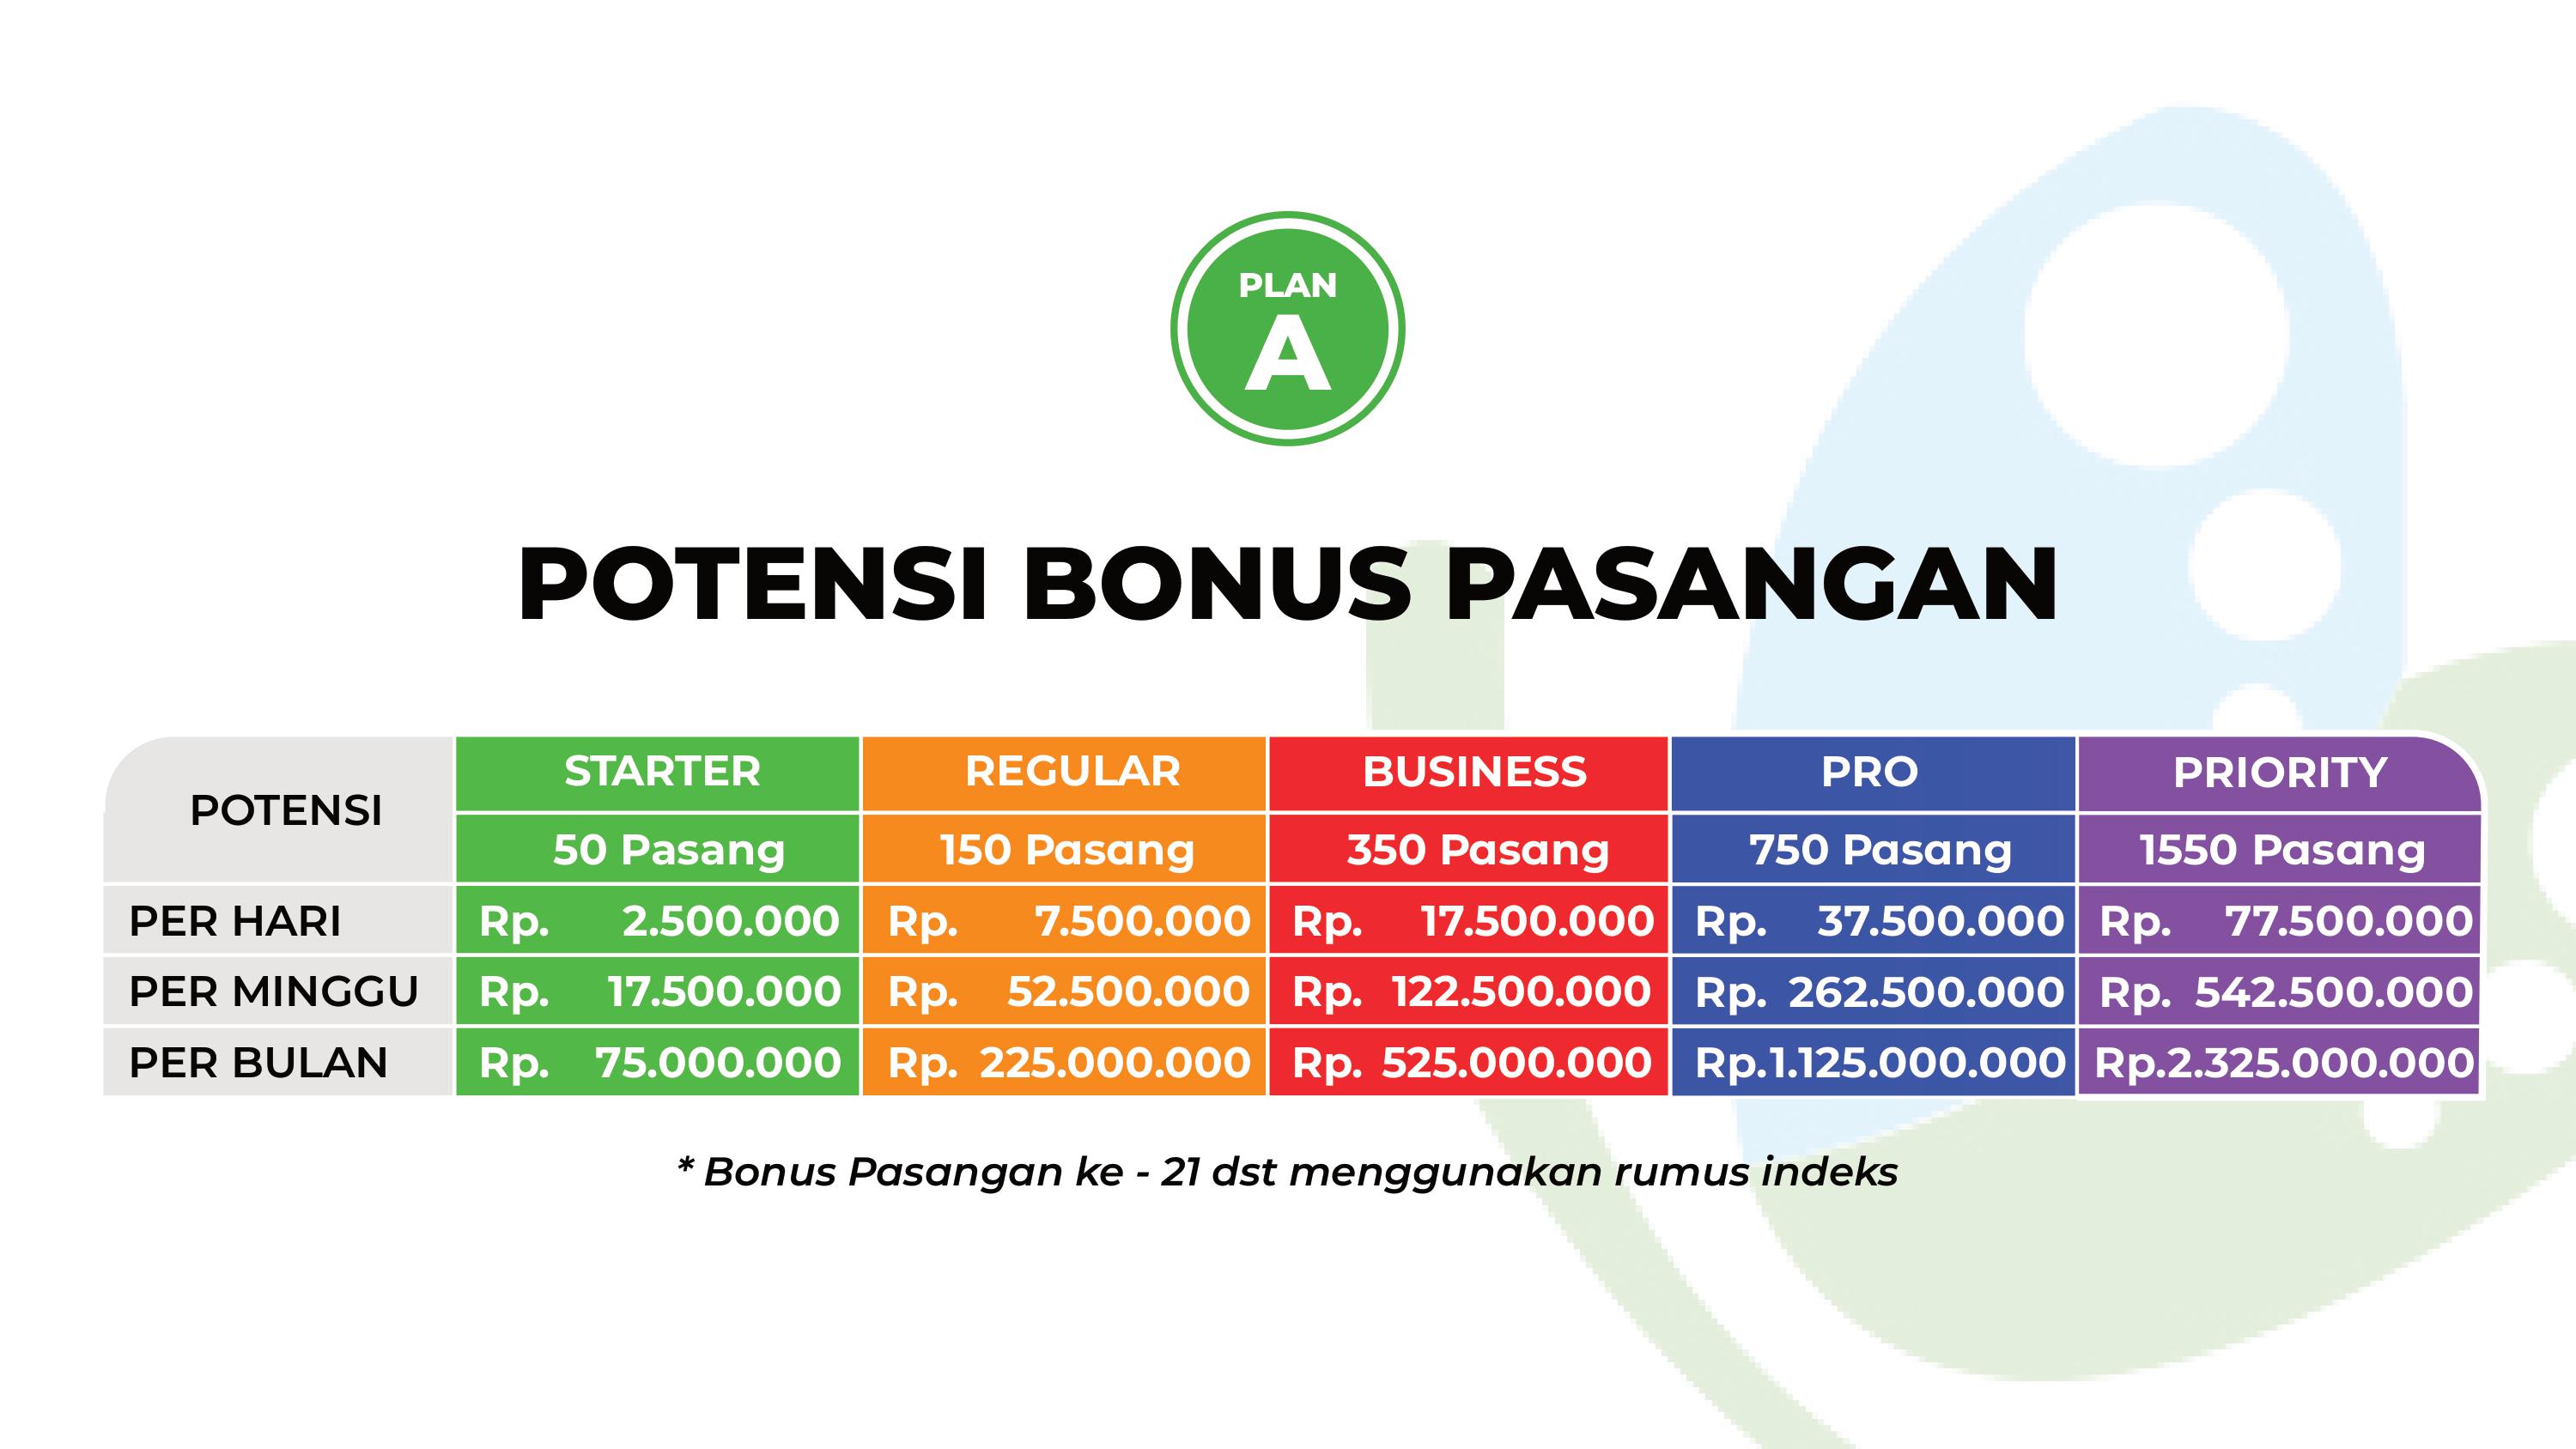 PLAN
A
POTENSI BONUS PASANGAN
POTENSI STARTER REGULAR BUSINESS PRO PRIORITY
50 Pasang 150 Pasang 350 Pasang 750 Pasang 1550 Pasang
PER HARI Rp. 2.500.000 Rp. 7.500.000 Rp. 17.500.000 Rp. 37.500.000 Rp. 77.500.000
PER MINGGU Rp. 17.500.000 Rp. 52.500.000 Rp. 122.500.000 Rp. 262.500.000 Rp. 542.500.000
PER BULAN Rp. 75.000.000 Rp. 225.000.000 Rp. 525.000.000 Rp.1.125.000.000 Rp.2.325.000.000
* Bonus Pasangan ke - 21 dst menggunakan rumus indeks